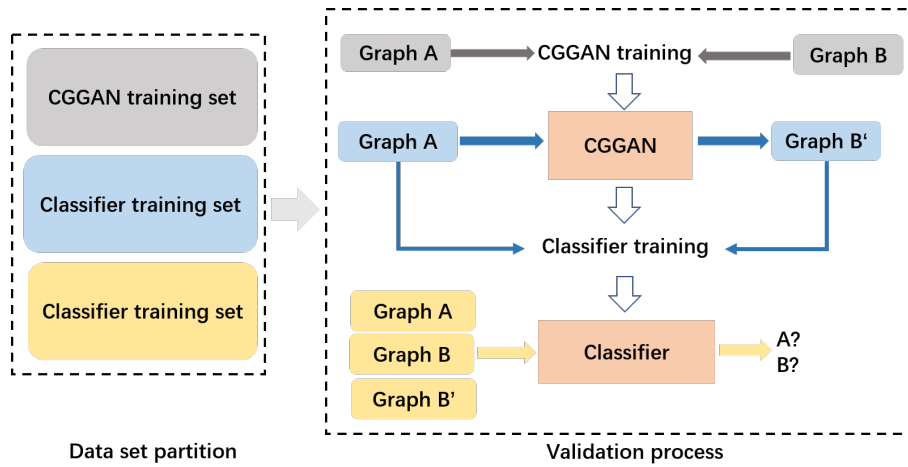 CGGAN training set
Classifier training set
Classifier training set
Data set partition
Graph A
CGGAN training
Graph B
Graph A
CGGAN
Graph B‘
Classifier training
Graph A
Graph B
Graph B’
Classifier
A?
B?
Validation process